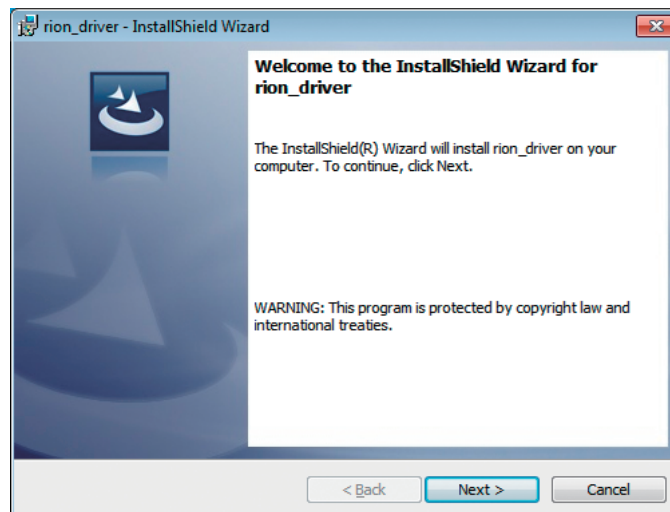 rion_driver - InstallShield Wizard
Welcome to the InstallShield Wizard for
rion_driver
The InstallShield(R) Wizard will install rion_driver on your
computer. To continue, click Next.
WARNING: This program is protected by copyright law and
international treaties.
< Back Next > Cancel